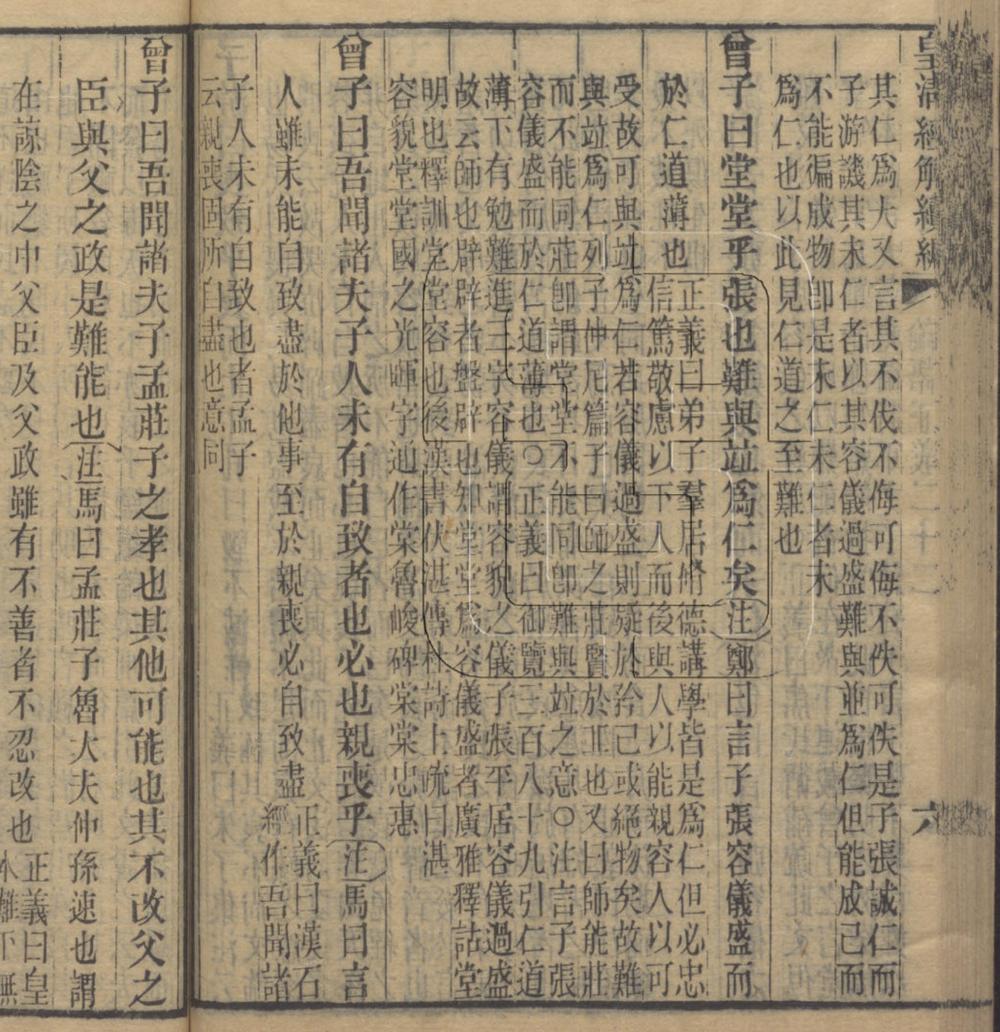 皇清經解續編
六
其仁爲大又言其不伐不侮可侮不佚可佚是子張誠仁而
子游譏其未仁者以其容儀過盛難與並爲仁但能成己而
不能徧成物卽是未仁未仁者未
爲仁也以此見仁道之至難也
曾子曰堂堂乎張也難與竝爲仁矣注鄭曰言子張容儀盛而
於仁道薄也
正義曰弟子羣居脩德講學皆是爲仁但必忠
信篤敬慮以下人而後與人以能親容人以可
受故可與竝爲仁若容儀過盛則疑於矜己或絕物矣故難
與竝爲仁列子仲尼篇子曰師之莊賢於丘也又曰師能莊
而不能同莊卽謂堂堂不能同卽難與竝之意○注言子張
容儀盛而於仁道薄也○正義曰御覽三百八十九引仁道
薄下有勉難進三字容儀謂容貌之儀子張平居容儀過盛
故云師也辟辟者盤辟也知堂堂爲容儀盛者廣雅釋詁堂
明也釋訓堂堂容也後漢書伏湛傳杜詩上疏曰湛
容貌堂堂國之光暉字通作棠魯峻碑棠棠忠惠
曾子曰吾聞諸夫子人未有自致者也必也親喪乎注馬曰言
人雖未能自致盡於他事至於親喪必自致盡
正義曰漢石
經作吾聞諸
子人未有自致也者孟子
云親喪固所自盡也意同
曾子曰吾聞諸夫子孟莊子之孝也其他可能也其不改父之
臣與父之政是難能也注馬曰孟莊子魯大夫仲孫速也謂
在諒陰之中父臣及父政雖有不善者不忍改也
正義曰皇
本難下無